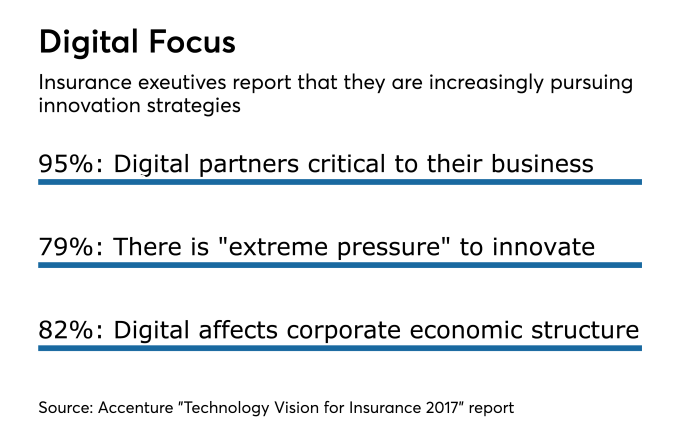 Digital Focus
Insurance exeutives report that they are increasingly pursuing
innovation strategies
95%: Digital partners critical to their business
79%: There is "extreme pressure" to innovate
82%: Digital affects corporate economic structure
Source: Accenture "Technology Vision for Insurance 2017" report